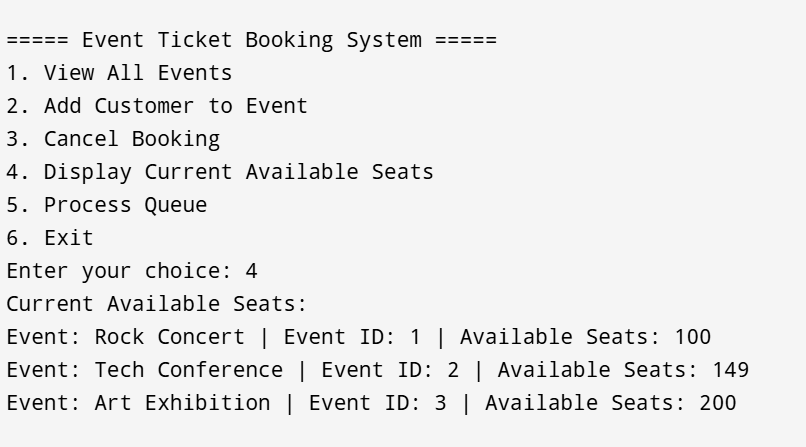 ===== Event Ticket Booking System =====
1. View All Events
2. Add Customer to Event
3. Cancel Booking
4. Display Current Available Seats
5. Process Queue
6. Exit
Enter your choice: 4
Current Available Seats:
Event: Rock Concert | Event ID: 1 | Available Seats: 100
Event: Tech Conference | Event ID: 2 | Available Seats: 149
Event: Art Exhibition | Event ID: 3 | Available Seats: 200